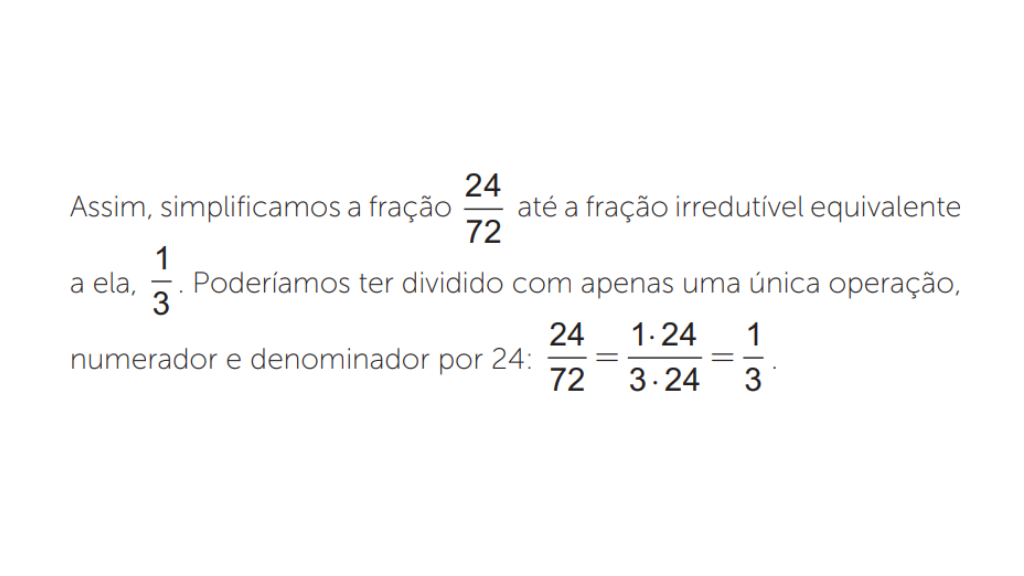 Assim, simplificamos a fração 24/72 até a fração irredutível equivalente
a ela, 1/3. Poderíamos ter dividido com apenas uma única operação,
numerador e denominador por 24: 24/72 = 1·24/3·24 = 1/3.